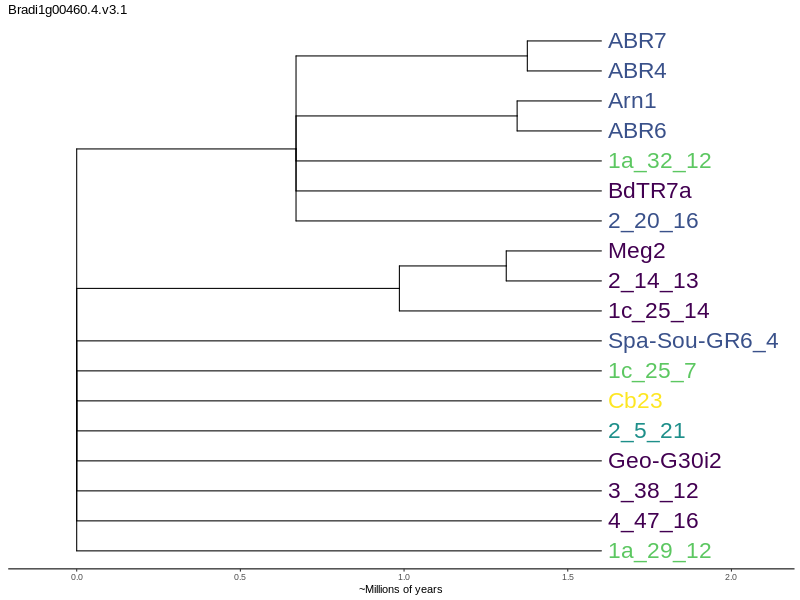 Bradi1g00460.4.v3.1
ABR7
ABR4
Arn1
ABR6
1a_32_12
BdTR7a
2_20_16
Meg2
2_14_13
1c_25_14
Spa-Sou-GR6_4
1c_25_7
Cb23
2_5_21
Geo-G30i2
3_38_12
4_47_16
1a_29_12
0.0 0.5 1.0 1.5 2.0
~Millions of years